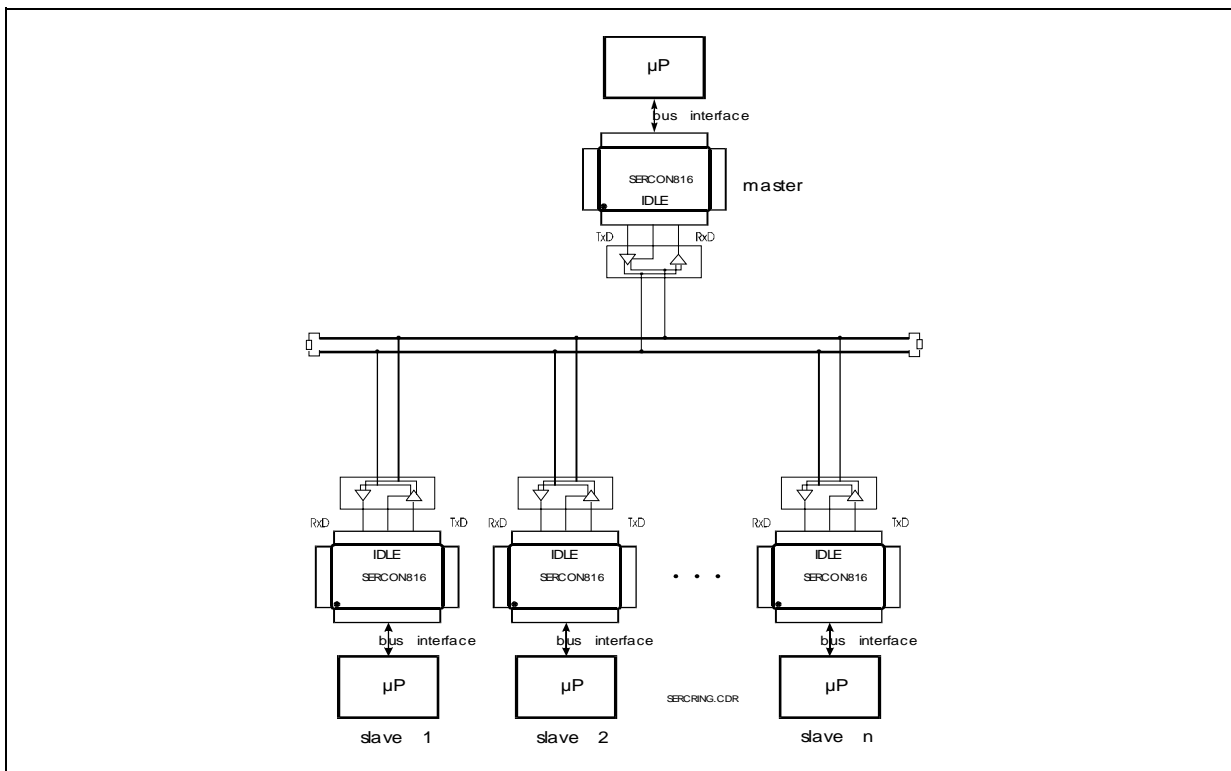 µP
bus interface
SERCON816
IDLE
master
TxD RxD
RxD TxD RxD TxD RxD TxD
IDLE IDLE IDLE
SERCON816 SERCON816 . . . SERCON816
bus interface bus interface bus interface
µP µP SERCRING.CDR µP
slave 1 slave 2 slave n